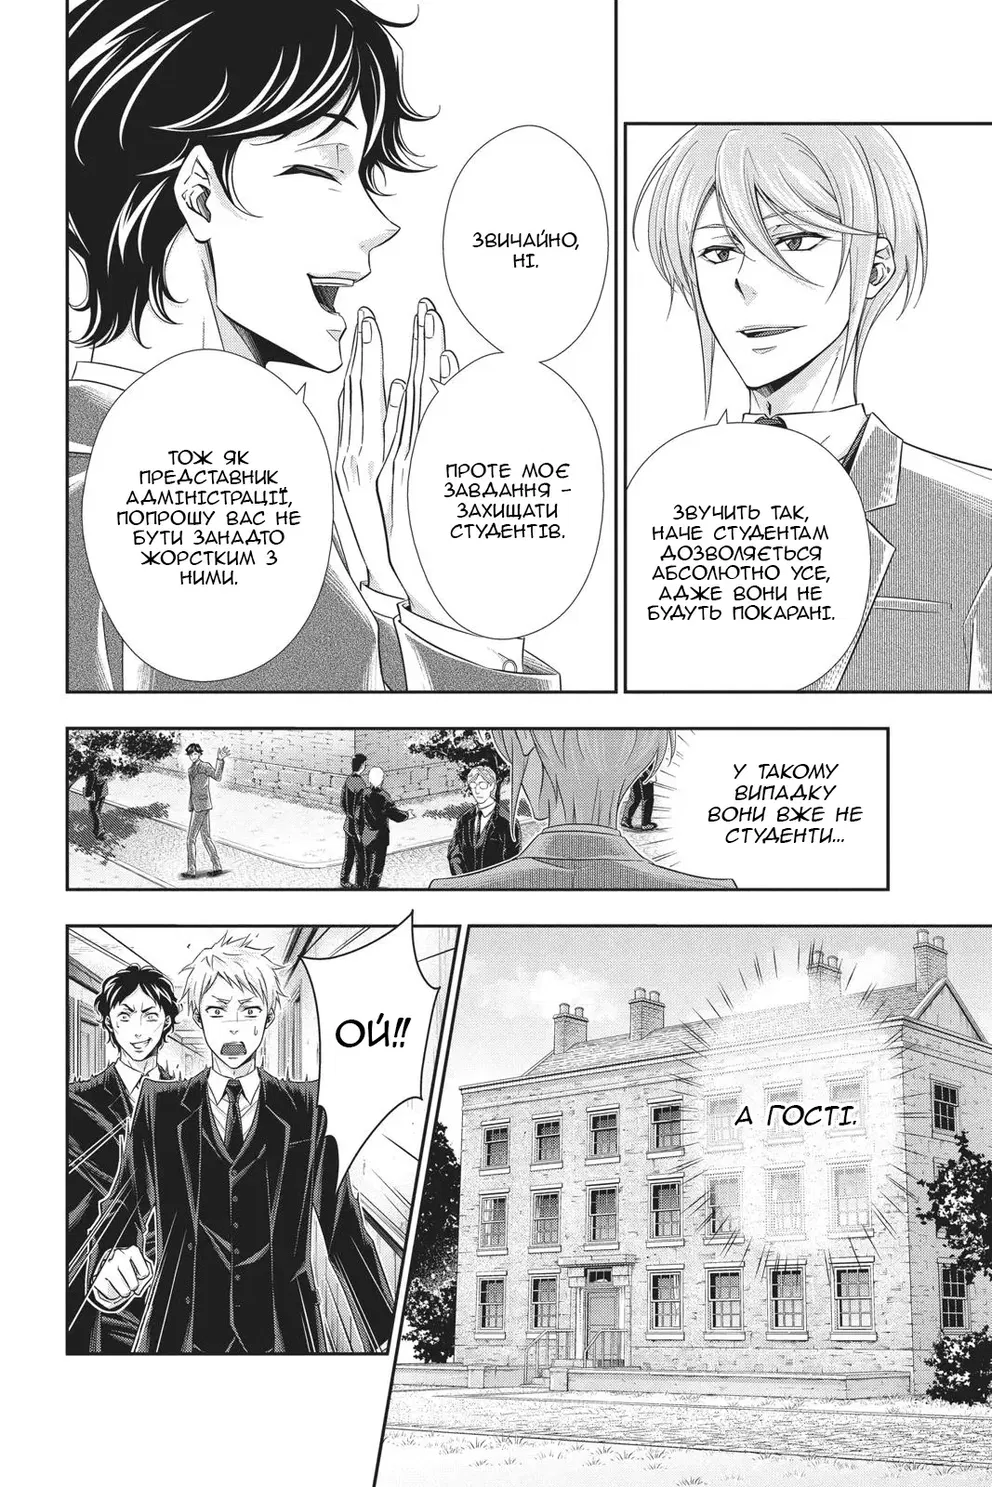 ЗВУЧИТЬ ТАК,
НАЧЕ СТУДЕНТАМ
ДОЗВОЛЯЄТЬСЯ
АБСОЛЮТНО УСЕ,
АДЖЕ ВОНИ НЕ
БУДУТЬ ПОКАРАНІ.
ЗВИЧАЙНО,
НІ.
ПРОТЕ МОЄ
ЗАВДАННЯ –
ЗАХИЩАТИ
СТУДЕНТІВ.
ТОЖ ЯК
ПРЕДСТАВНИК
АДМІНІСТРАЦІЇ,
ПОПРОШУ ВАС НЕ
БУТИ ЗАНАДТО
ЖОРСТКИМ З
НИМИ.
У ТАКОМУ
ВИПАДКУ
ВОНИ ВЖЕ НЕ
СТУДЕНТИ...
А ГОСТІ.
ОЙ!!